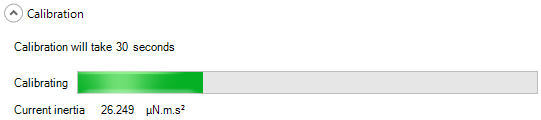 Calibration
Calibration will take 30 seconds
Calibrating
Current inertia 26.249 µN.m.s²